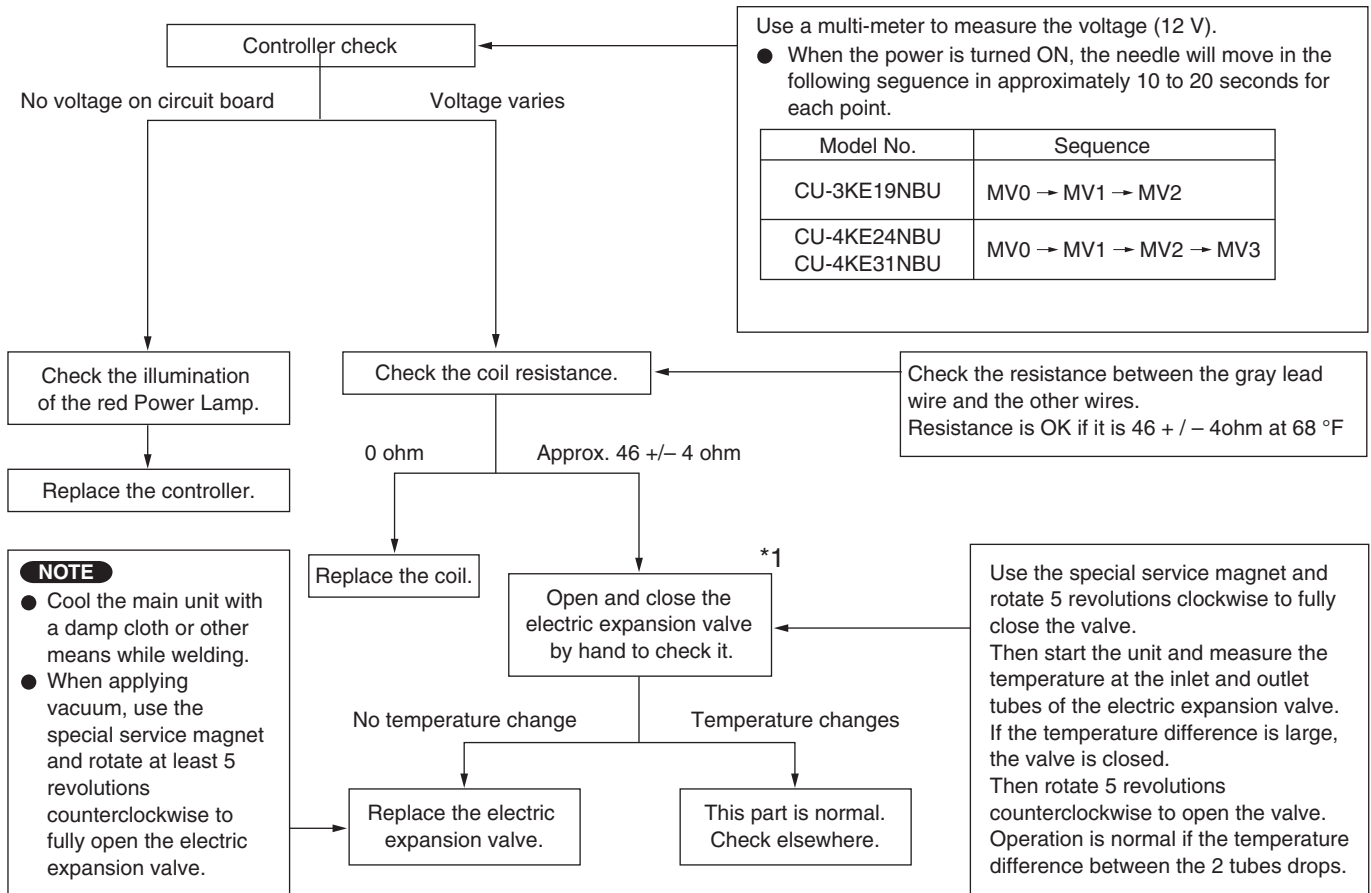 Controller check
No voltage on circuit board
Voltage varies
Use a multi-meter to measure the voltage (12 V).
● When the power is turned ON, the needle will move in the
following seguence in approximately 10 to 20 seconds for
each point.
Model No. Sequence
CU-3KE19NBU MV0 → MV1 → MV2
CU-4KE24NBU
CU-4KE31NBU
MV0 → MV1 → MV2 → MV3
Check the illumination
of the red Power Lamp.
Replace the controller.
Check the coil resistance.
Check the resistance between the gray lead
wire and the other wires.
Resistance is OK if it is 46 + / – 4ohm at 68 °F
0 ohm
Approx. 46 +/– 4 ohm
Replace the coil.
*1
Open and close the
electric expansion valve
by hand to check it.
Use the special service magnet and
rotate 5 revolutions clockwise to fully
close the valve.
Then start the unit and measure the
temperature at the inlet and outlet
tubes of the electric expansion valve.
If the temperature difference is large,
the valve is closed.
Then rotate 5 revolutions
counterclockwise to open the valve.
Operation is normal if the temperature
difference between the 2 tubes drops.
NOTE
● Cool the main unit with
a damp cloth or other
means while welding.
● When applying
vacuum, use the
special service magnet
and rotate at least 5
revolutions
counterclockwise to
fully open the electric
expansion valve.
No temperature change
Temperature changes
Replace the electric
expansion valve.
This part is normal.
Check elsewhere.